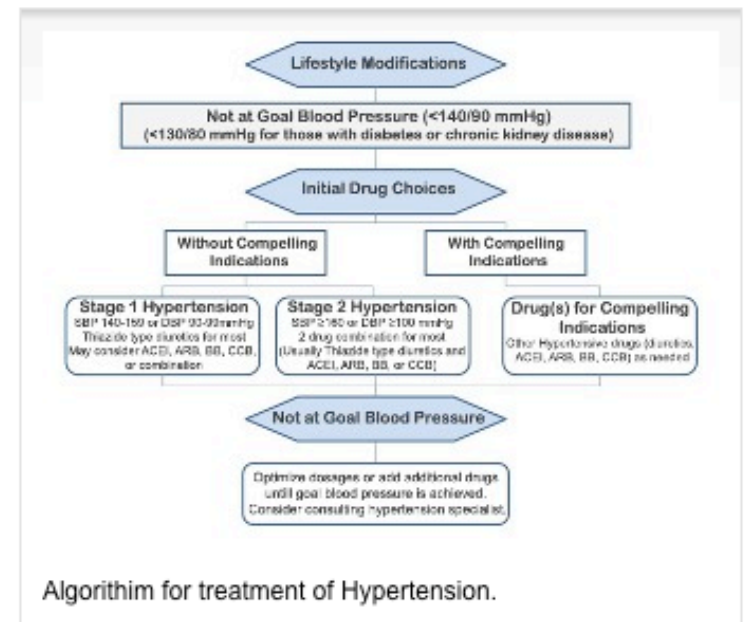 Lifestyle Modifications
Not at Goal Blood Pressure (<140/90 mmHg)
(<130/80 mmHg for those with diabetes or chronic kidney disease)
Initial Drug Choices
Without Compelling
Indications
With Compelling
Indications
Stage 1 Hypertension
SBP 140-159 or DBP 90-99mmHg
Thiazide type diuretics for most
May consider ACEI, ARB, BB, CCB,
or combination
Stage 2 Hypertension
SBP ≥160 or DBP ≥100 mmHg
2 drug combination for most
(Usually Thiazide type diuretics and
ACEI, ARB, BB, or CCB)
Drug(s) for Compelling
Indications
Other Hypertensive drugs (diuretics,
ACEI, ARB, BB, CCB) as needed
Not at Goal Blood Pressure
Optimize dosages or add additional drugs
untill goal blood pressure is achieved.
Consider consulting hypertension specialist.
Algorithim for treatment of Hypertension.